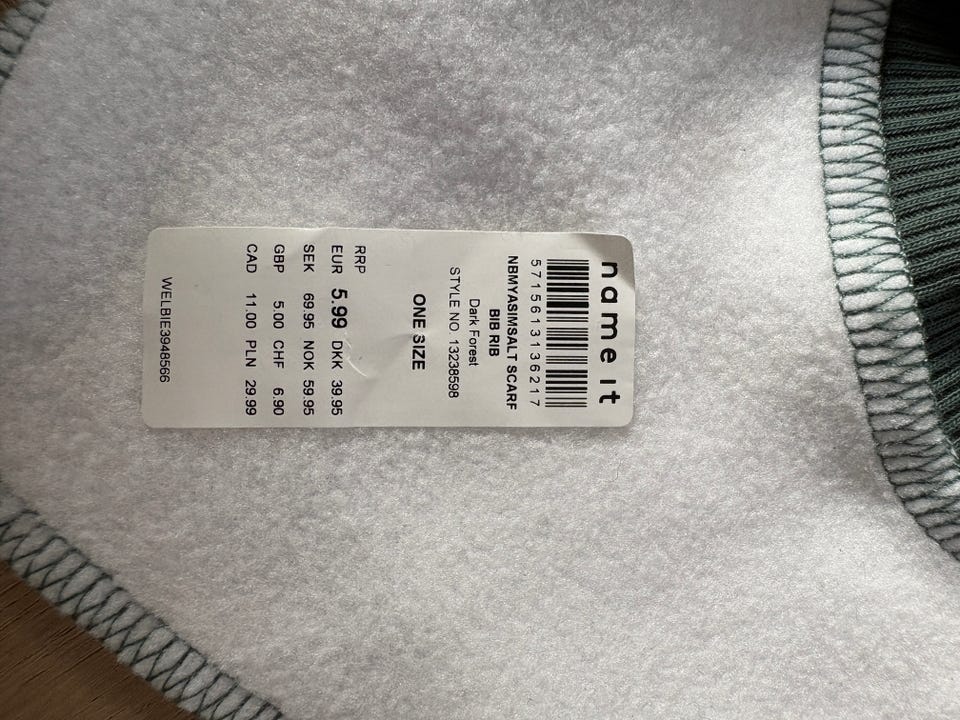 name it
5715613136217
NBMYASIMSALT SCARF
BIB RIB
Dark Forest
STYLE NO. 13238598
ONE SIZE
RRP
EUR 5.99 DKK 39.95
SEK 69.95 NOK 59.95
GBP 5.00 CHF 6.90
CAD 11.00 PLN 29.99
WELBIE3948566